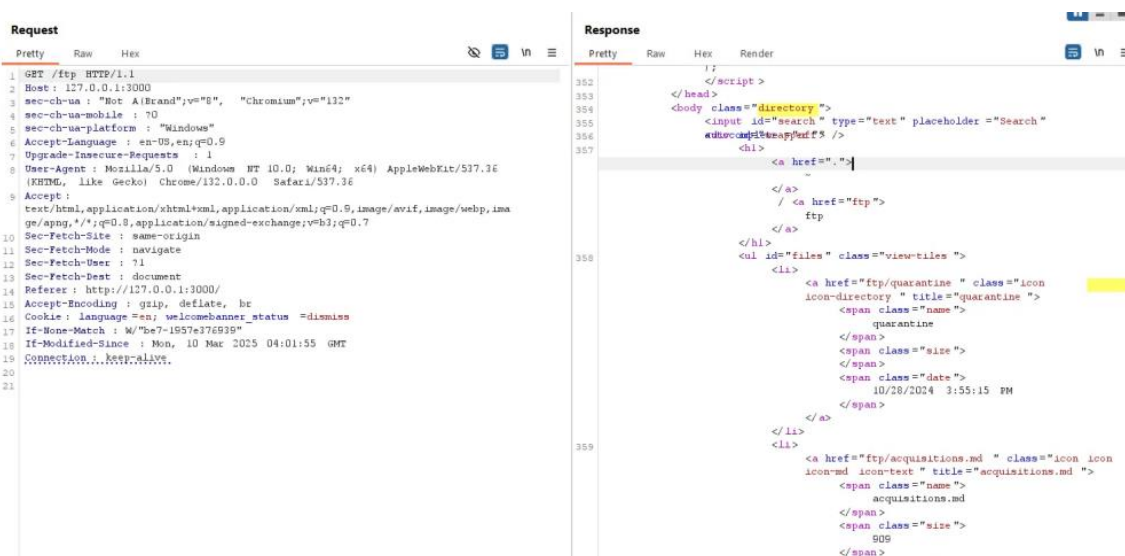 Request
Pretty Raw Hex
\n
1 GET /ftp HTTP/1.1
2 Host : 127.0.0.1:3000
3 sec-ch-ua : "Not A(Brand";v="8", "Chromium";v="132"
4 sec-ch-ua-mobile : ?0
5 sec-ch-ua-platform : "Windows"
6 Accept-Language : en-US,en;q=0.9
7 Upgrade-Insecure-Requests : 1
8 User-Agent : Mozilla/5.0 (Windows NT 10.0; Win64; x64) AppleWebKit/537.36
(KHTML, like Gecko) Chrome/132.0.0.0 Safari/537.36
9 Accept :
text/html,application/xhtml+xml,application/xml;q=0.9,image/avif,image/webp,ima
ge/apng,*/*;q=0.8,application/signed-exchange;v=b3;q=0.7
10 Sec-Fetch-Site : same-origin
11 Sec-Fetch-Mode : navigate
12 Sec-Fetch-User : ?1
13 Sec-Fetch-Dest : document
14 Referer : http://127.0.0.1:3000/
15 Accept-Encoding : gzip, deflate, br
16 Cookie : language =en; welcomebanner_status =dismiss
17 If-None-Match : W/"be7-1957e376939"
18 If-Modified-Since : Mon, 10 Mar 2025 04:01:55 GMT
19 Connection : keep-alive
20
21
Response
Pretty Raw Hex Render
\n
352 </script >
353 </head>
354 <body class="directory ">
355 <input id="search " type="text" placeholder ="Search "
356
357 <h1>
<a href=".">
~
</a>
/ <a href="ftp">
ftp
</a>
</h1>
358 <ul id="files" class="view-tiles ">
<li>
<a href="ftp/quarantine " class="icon
icon-directory " title="quarantine ">
<span class="name">
quarantine
</span>
<span class="size">
</span>
<span class="date">
10/28/2024 3:55:15 PM
</span>
</a>
</li>
359 <li>
<a href="ftp/acquisitions.md " class="icon icon
icon-md icon-text " title="acquisitions.md ">
<span class="name">
acquisitions.md
</span>
<span class="size">
909
</span>